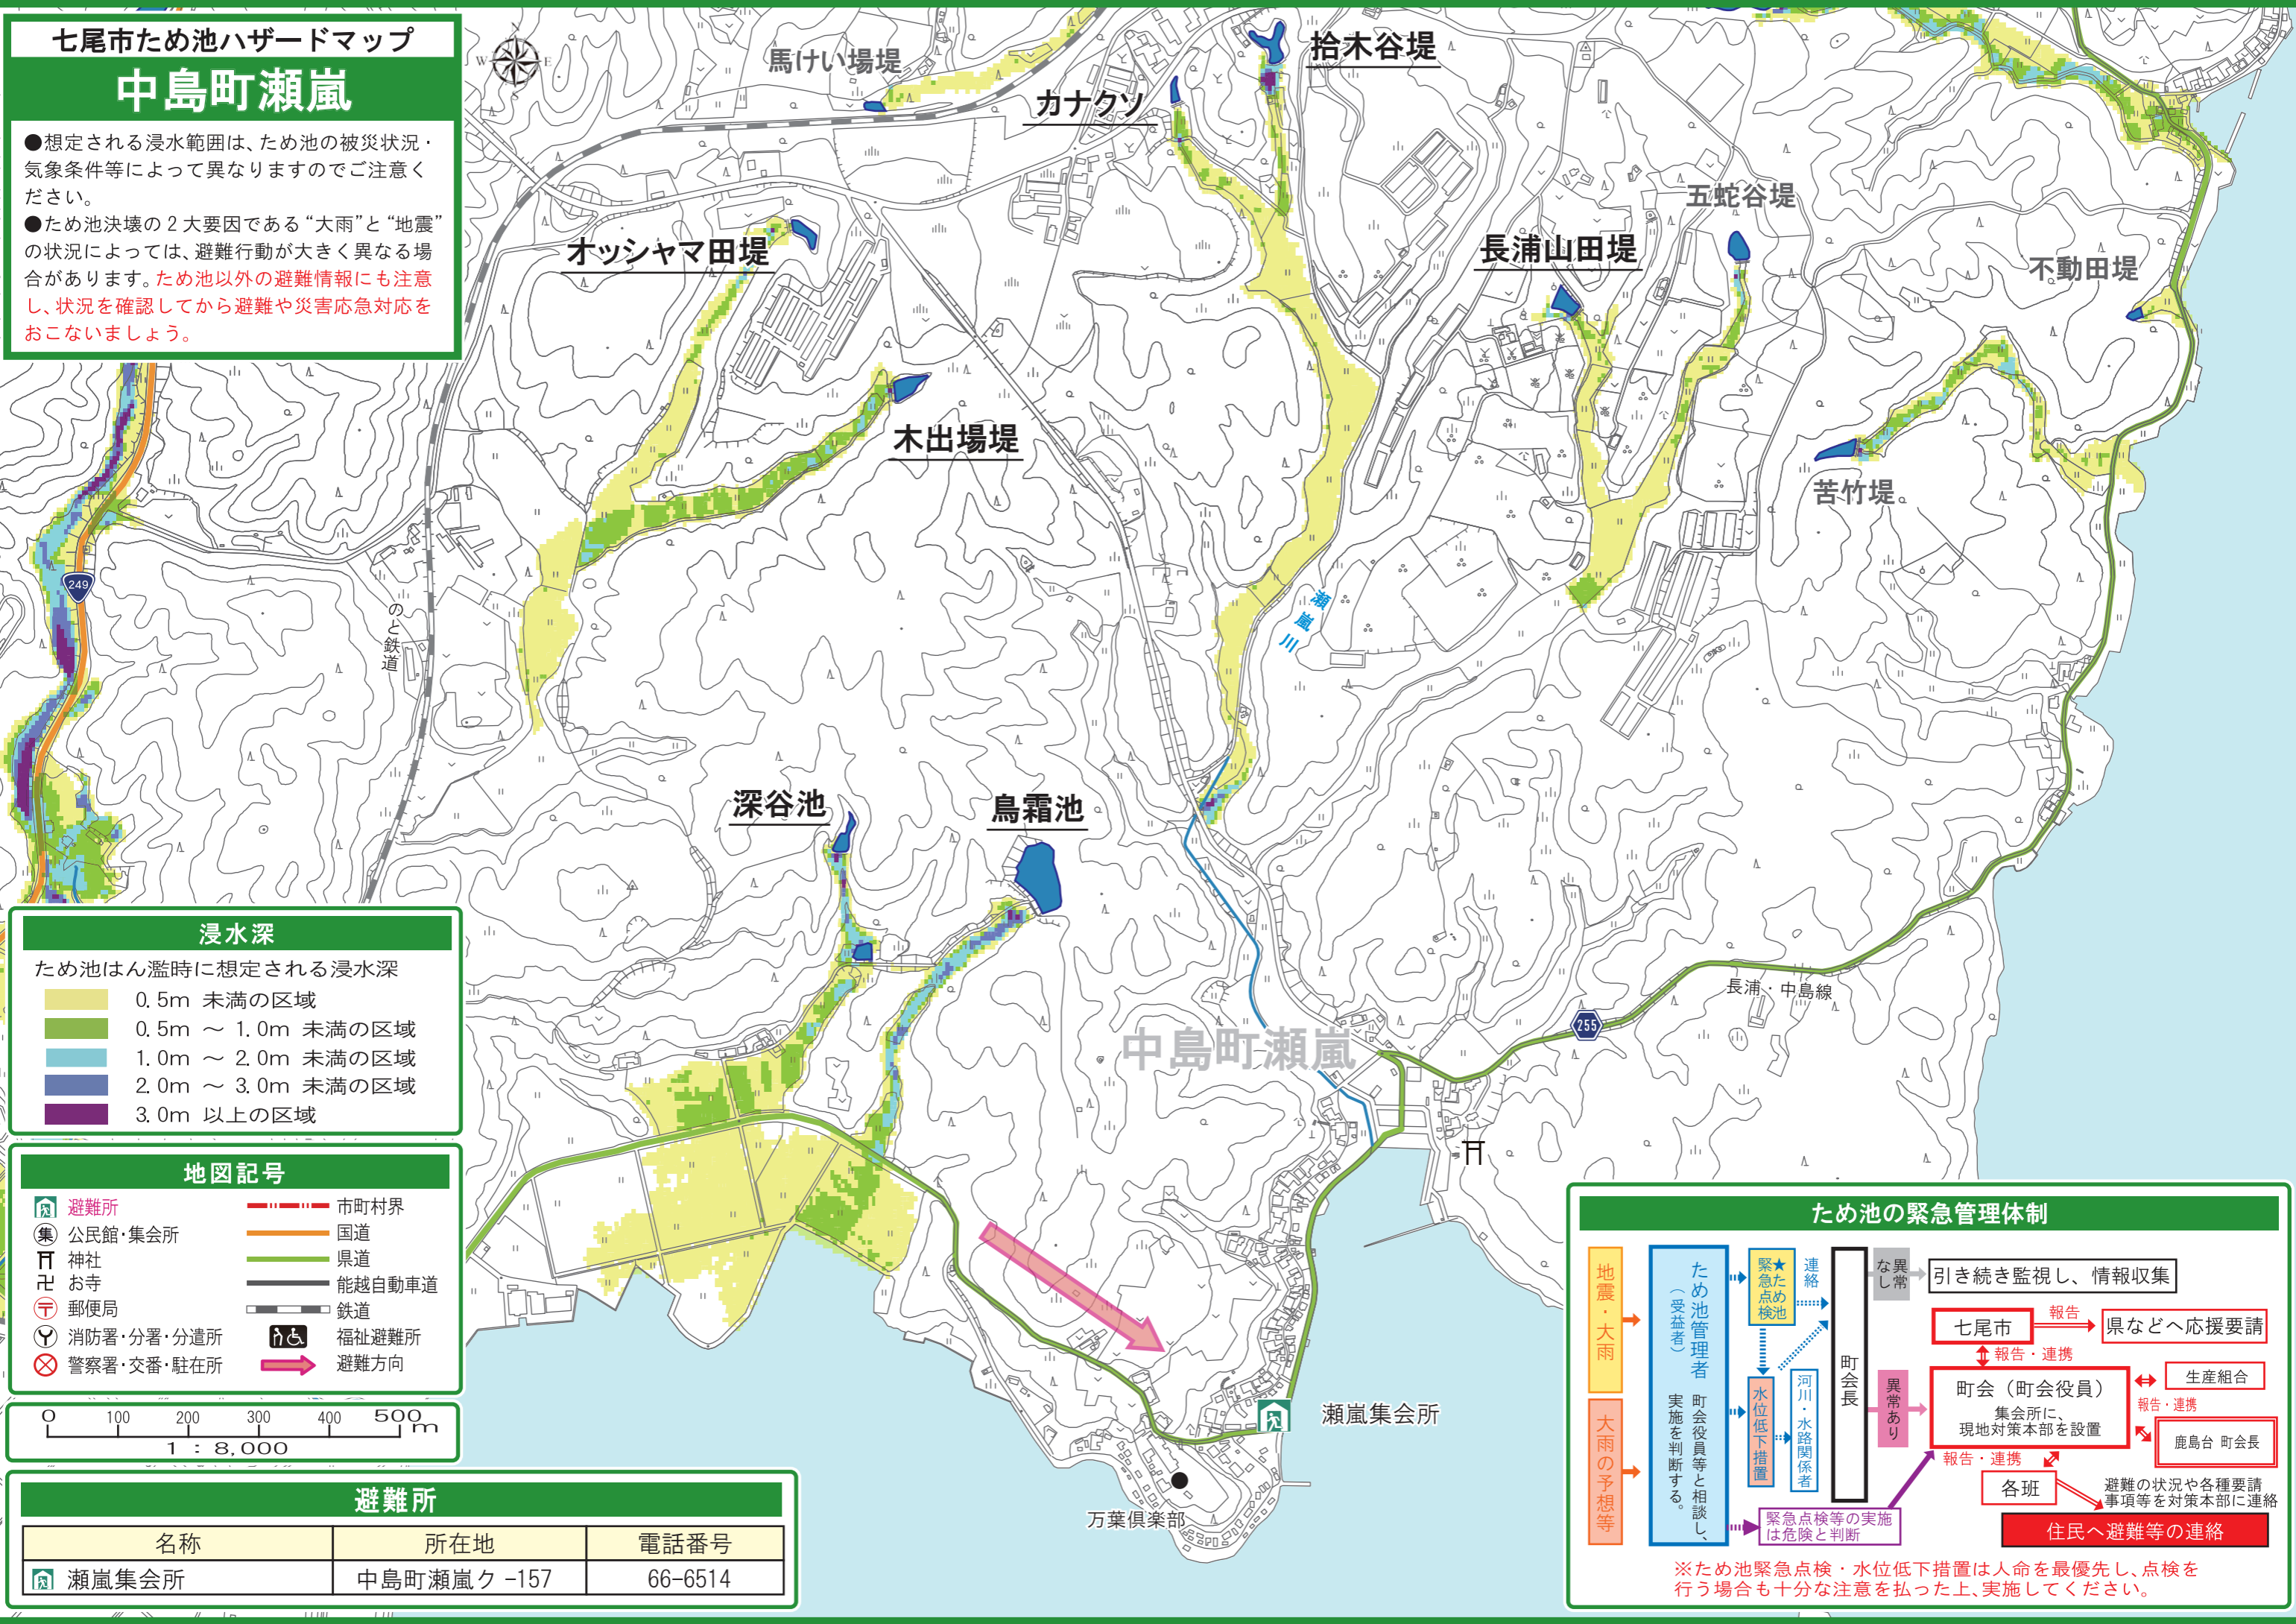 七尾市ため池ハザードマップ
中島町瀬嵐
●想定される浸水範囲は、ため池の被災状況・
気象条件等によって異なりますのでご注意く
ださい。
●ため池決壊の2大要因である“大雨”と“地震”
の状況によっては、避難行動が大きく異なる場
合があります。ため池以外の避難情報にも注意
し、状況を確認してから避難や災害応急対応を
おこないましょう。
W
E
馬けい場堤
拾木谷堤
カナクソ
オッシャマ田堤
長浦山田堤
五蛇谷堤
不動田堤
木出場堤
苦竹堤
249
のと鉄道
瀬嵐川
深谷池
鳥霜池
中島町瀬嵐
255
長浦・中島線
瀬嵐集会所
万葉倶楽部
浸水深
ため池はん濫時に想定される浸水深
0.5m 未満の区域
0.5m ～ 1.0m 未満の区域
1.0m ～ 2.0m 未満の区域
2.0m ～ 3.0m 未満の区域
3.0m 以上の区域
地図記号
避難所
集 公民館・集会所
神社
卍 お寺
〒 郵便局
消防署・分署・分遣所
警察署・交番・駐在所
市町村界
国道
県道
能越自動車道
鉄道
福祉避難所
避難方向
0 100 200 300 400 500 m
1 : 8,000
避難所
名称 所在地 電話番号
瀬嵐集会所 中島町瀬嵐ク-157 66-6514
ため池の緊急管理体制
地震・大雨
大雨の予想等
ため池管理者
（受益者）
町会役員等と相談し、
実施を判断する。
★ため池
緊急点検
連絡
水位低下措置
河川・水路関係者
町会長
異常
なし
引き続き監視し、情報収集
異常あり
七尾市
報告
県などへ応援要請
報告・連携
町会（町会役員）
集会所に、
現地対策本部を設置
生産組合
報告・連携
鹿島台 町会長
報告・連携
各班
避難の状況や各種要請
事項等を対策本部に連絡
緊急点検等の実施
は危険と判断
住民へ避難等の連絡
※ため池緊急点検・水位低下措置は人命を最優先し、点検を
行う場合も十分な注意を払った上、実施してください。